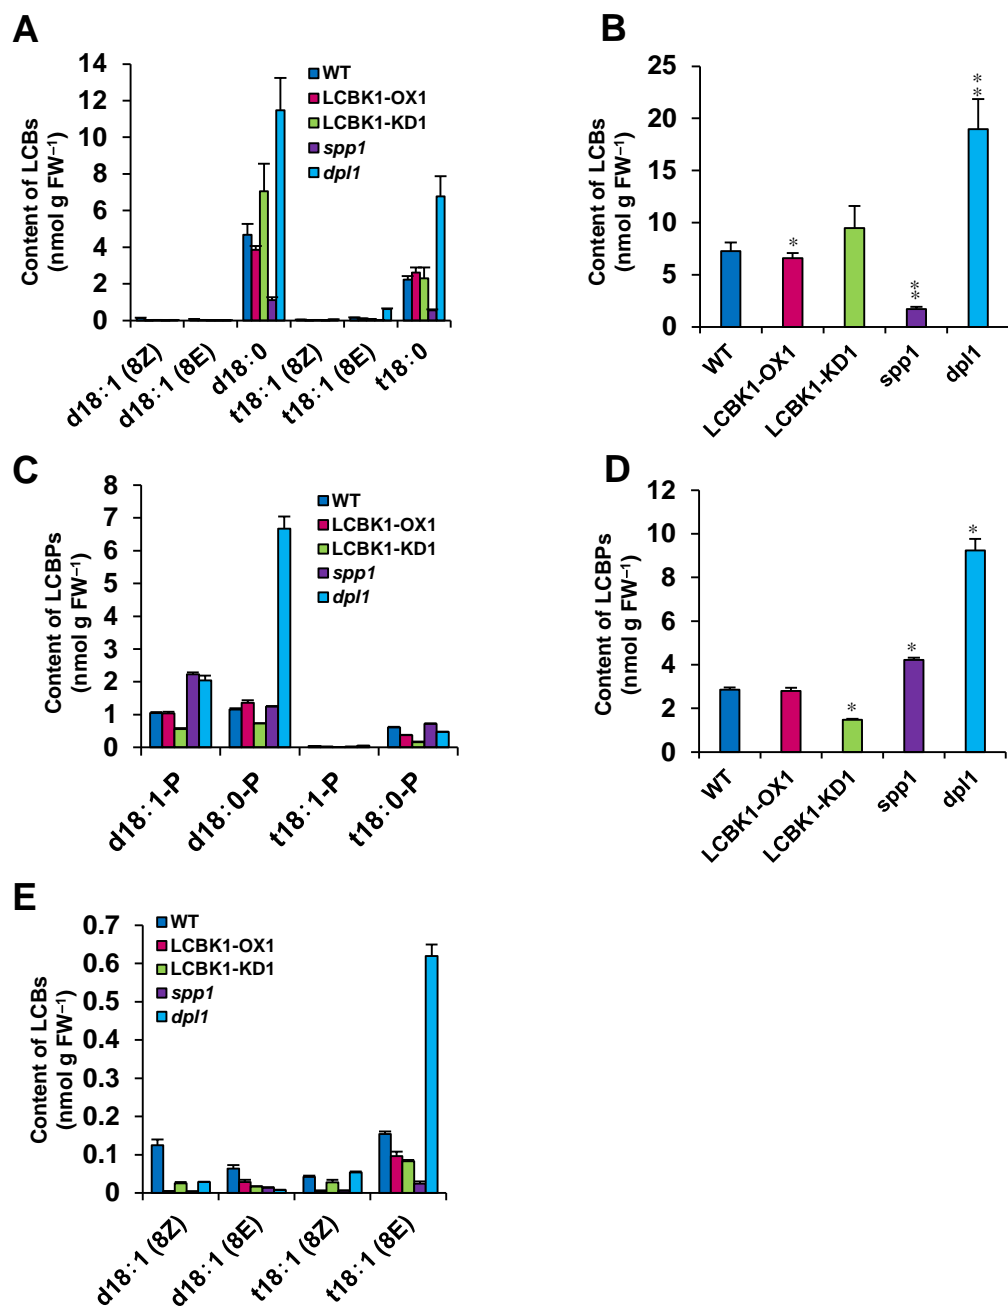 A
Content of LCBs
(nmol g FW⁻¹)
14
12
10
8
6
4
2
0
WT
LCBK1-OX1
LCBK1-KD1
spp1
dpl1
d18:1 (8Z)
d18:1 (8E)
d18:0
t18:1 (8Z)
t18:1 (8E)
t18:0
B
Content of LCBs
(nmol g FW⁻¹)
25
20
15
10
5
0
*
**
**
WT
LCBK1-OX1
LCBK1-KD1
spp1
dpl1
C
Content of LCBPs
(nmol g FW⁻¹)
8
7
6
5
4
3
2
1
0
WT
LCBK1-OX1
LCBK1-KD1
spp1
dpl1
d18:1-P
d18:0-P
t18:1-P
t18:0-P
D
Content of LCBPs
(nmol g FW⁻¹)
12
10
8
6
4
2
0
*
*
*
WT
LCBK1-OX1
LCBK1-KD1
spp1
dpl1
E
Content of LCBs
(nmol g FW⁻¹)
0.7
0.6
0.5
0.4
0.3
0.2
0.1
0
WT
LCBK1-OX1
LCBK1-KD1
spp1
dpl1
d18:1 (8Z)
d18:1 (8E)
t18:1 (8Z)
t18:1 (8E)